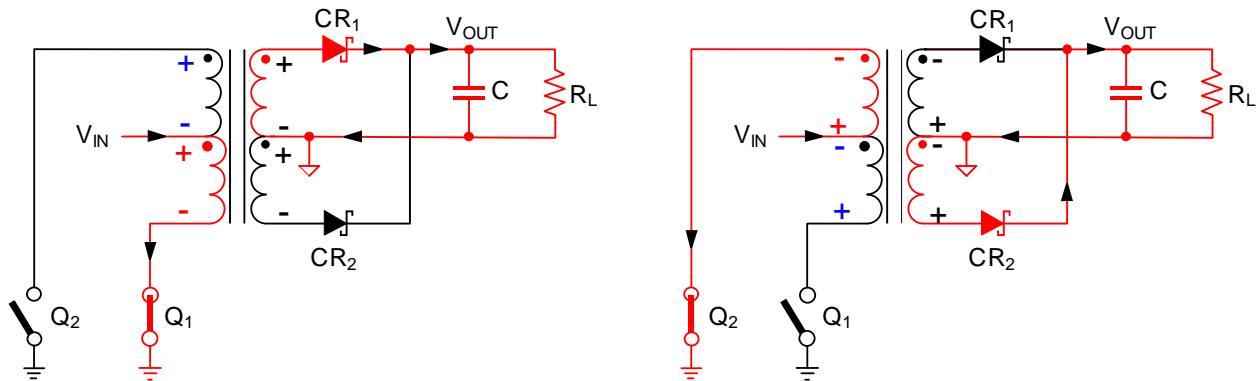 CR1
VOUT
+
+
C
RL
-
-
VIN
+
+
-
-
CR2
Q2
Q1
CR1
VOUT
-
-
C
RL
+
+
VIN
-
-
+
+
CR2
Q2
Q1